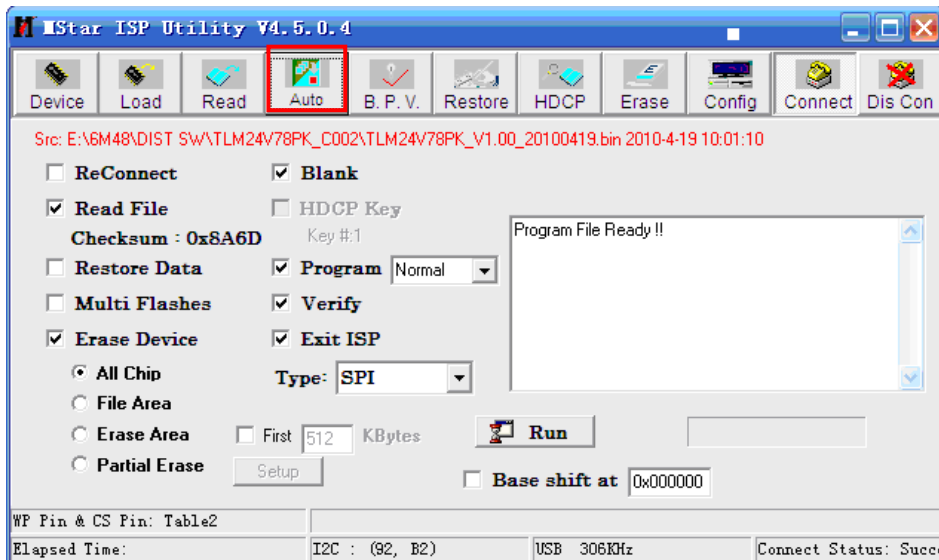 MStar ISP Utility V4.5.0.4
Device Load Read Auto B. P. V. Restore HDCP Erase Config Connect Dis Con
Src: E:\6M48\DIST SW\TLM24V78PK_C002\TLM24V78PK_V1.00_20100419.bin 2010-4-19 10:01:10
ReConnect Blank
Read File HDCP Key
Checksum : 0x8A6D Key #:1
Program File Ready !!
Restore Data Program Normal
Multi Flashes Verify
Erase Device Exit ISP
All Chip Type: SPI
File Area
Erase Area First 512 KBytes Run
Partial Erase Setup
Base shift at 0x000000
WP Pin & CS Pin: Table2
Elapsed Time: I2C : (92, B2) USB 306KHz Connect Status: Succ